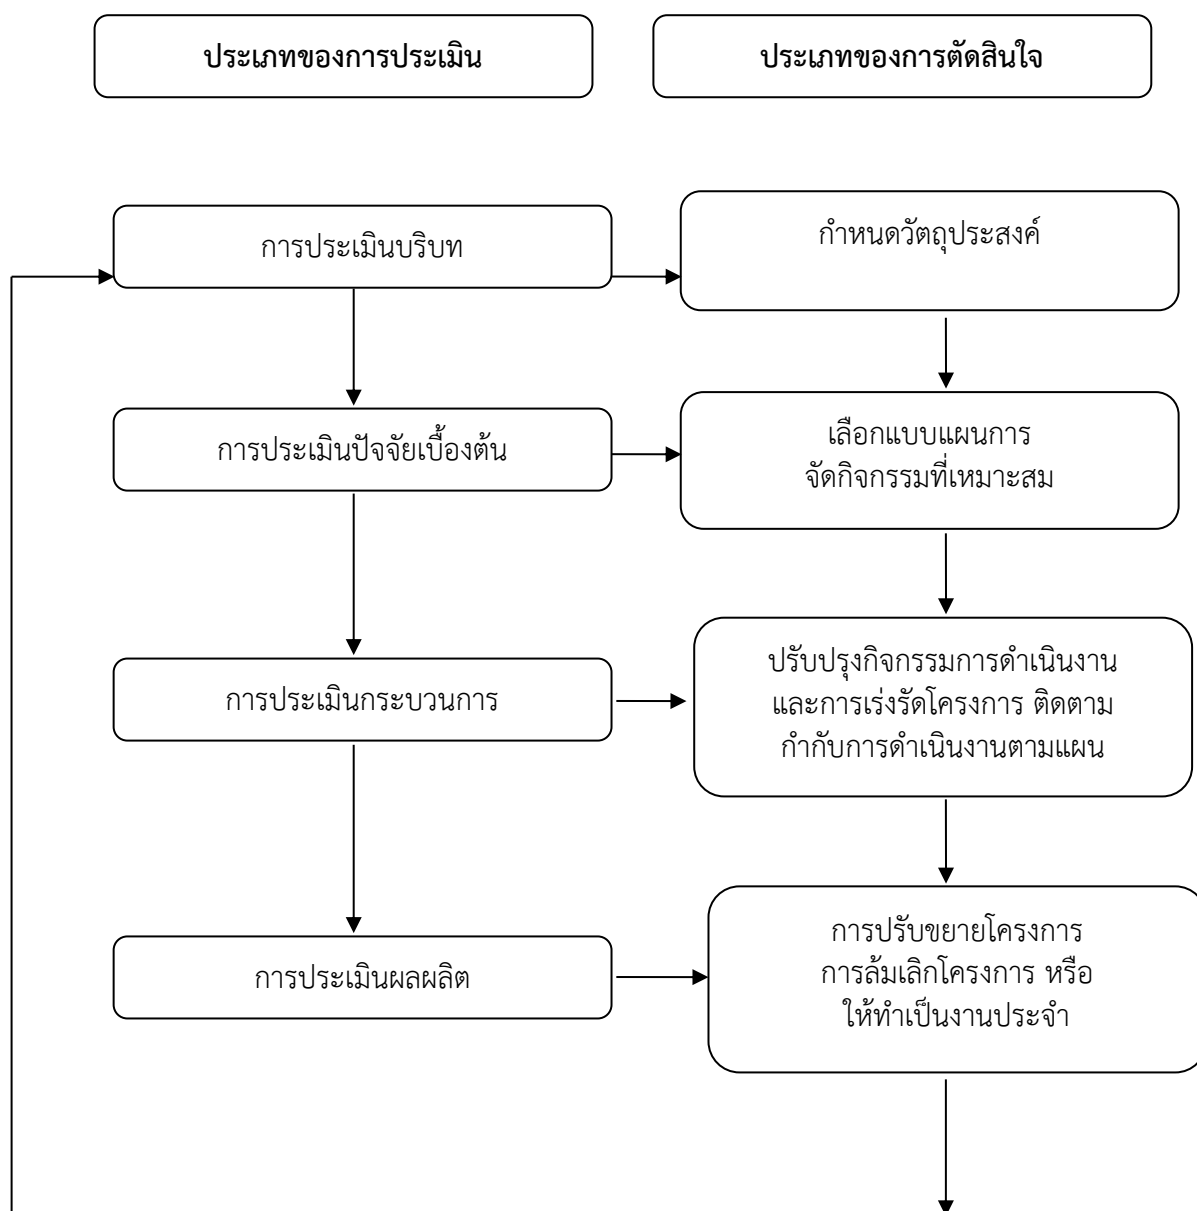 ประเภทของการประเมิน
ประเภทของการตัดสินใจ
การประเมินบริบท
กำหนดวัตถุประสงค์
การประเมินปัจจัยเบื้องต้น
เลือกแบบแผนการ
จัดกิจกรรมที่เหมาะสม
การประเมินกระบวนการ
ปรับปรุงกิจกรรมการดำเนินงาน
และการเร่งรัดโครงการ ติดตาม
กำกับการดำเนินงานตามแผน
การประเมินผลผลิต
การปรับขยายโครงการ
การล้มเลิกโครงการ หรือ
ให้ทำเป็นงานประจำ